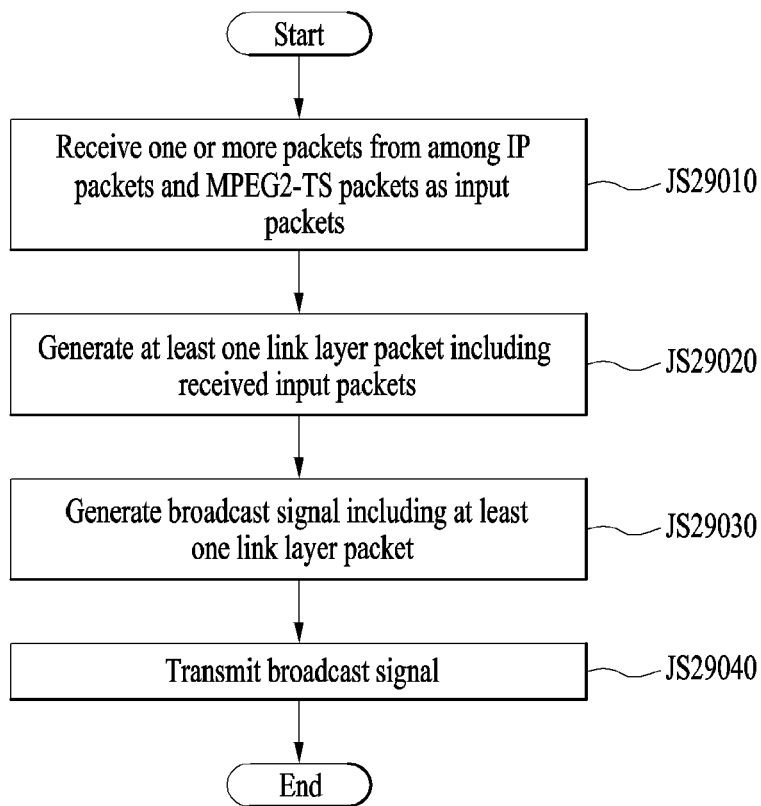 Start
Receive one or more packets from among IP
packets and MPEG2-TS packets as input
packets
JS29010
Generate at least one link layer packet including
received input packets
JS29020
Generate broadcast signal including at least
one link layer packet
JS29030
Transmit broadcast signal
JS29040
End